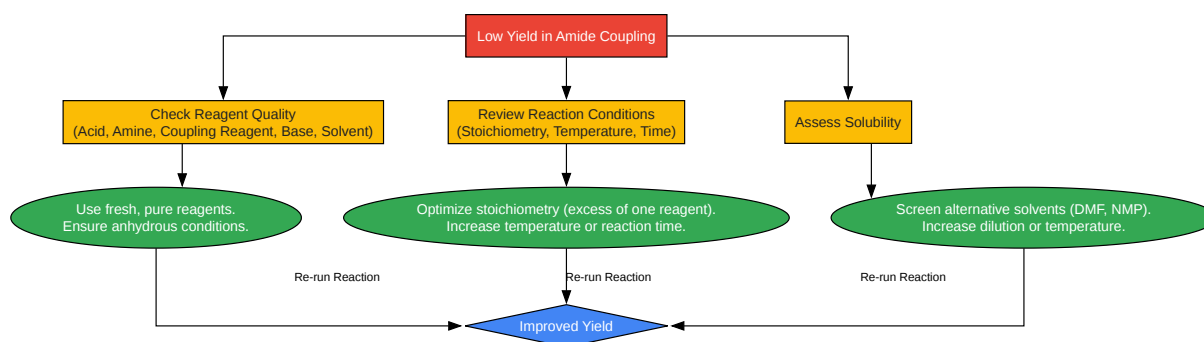 Low Yield in Amide Coupling
Check Reagent Quality
(Acid, Amine, Coupling Reagent, Base, Solvent)
Review Reaction Conditions
(Stoichiometry, Temperature, Time)
Assess Solubility
Use fresh, pure reagents.
Ensure anhydrous conditions.
Optimize stoichiometry (excess of one reagent).
Increase temperature or reaction time.
Screen alternative solvents (DMF, NMP).
Increase dilution or temperature.
Re-run Reaction
Re-run Reaction
Re-run Reaction
Improved Yield